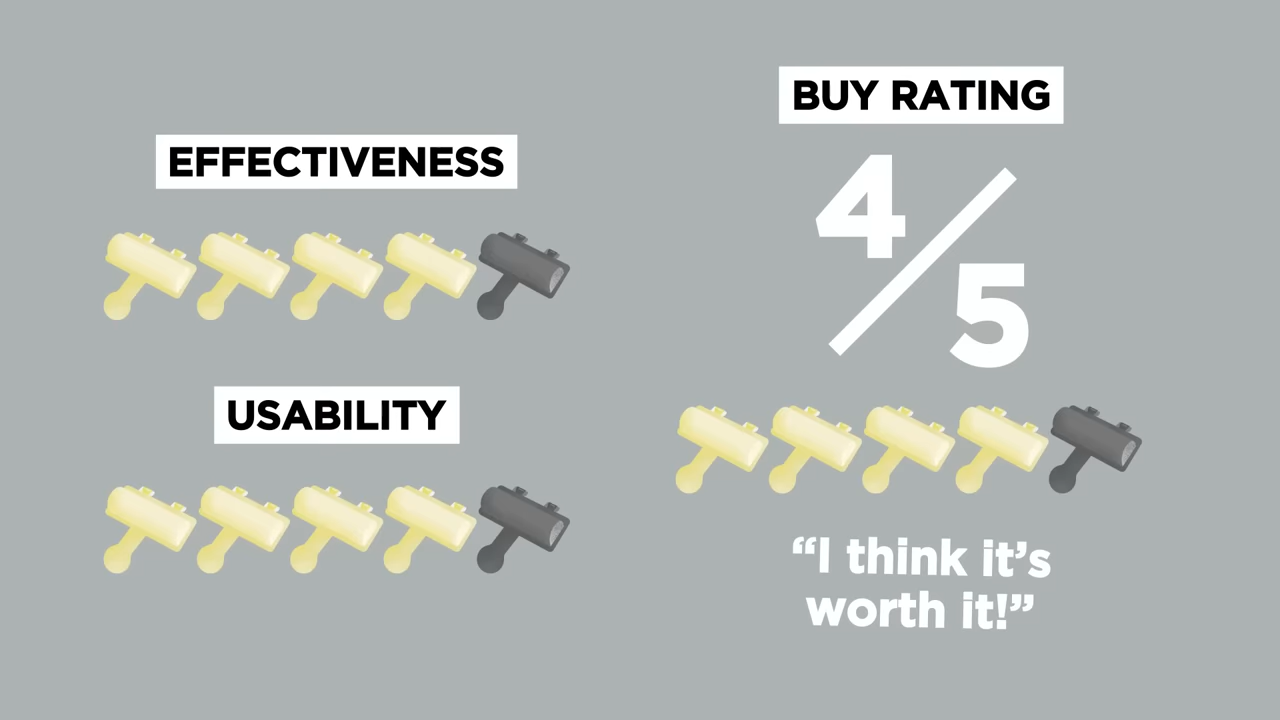 EFFECTIVENESS
USABILITY
BUY RATING
4/5
“I think it’s
worth it!”